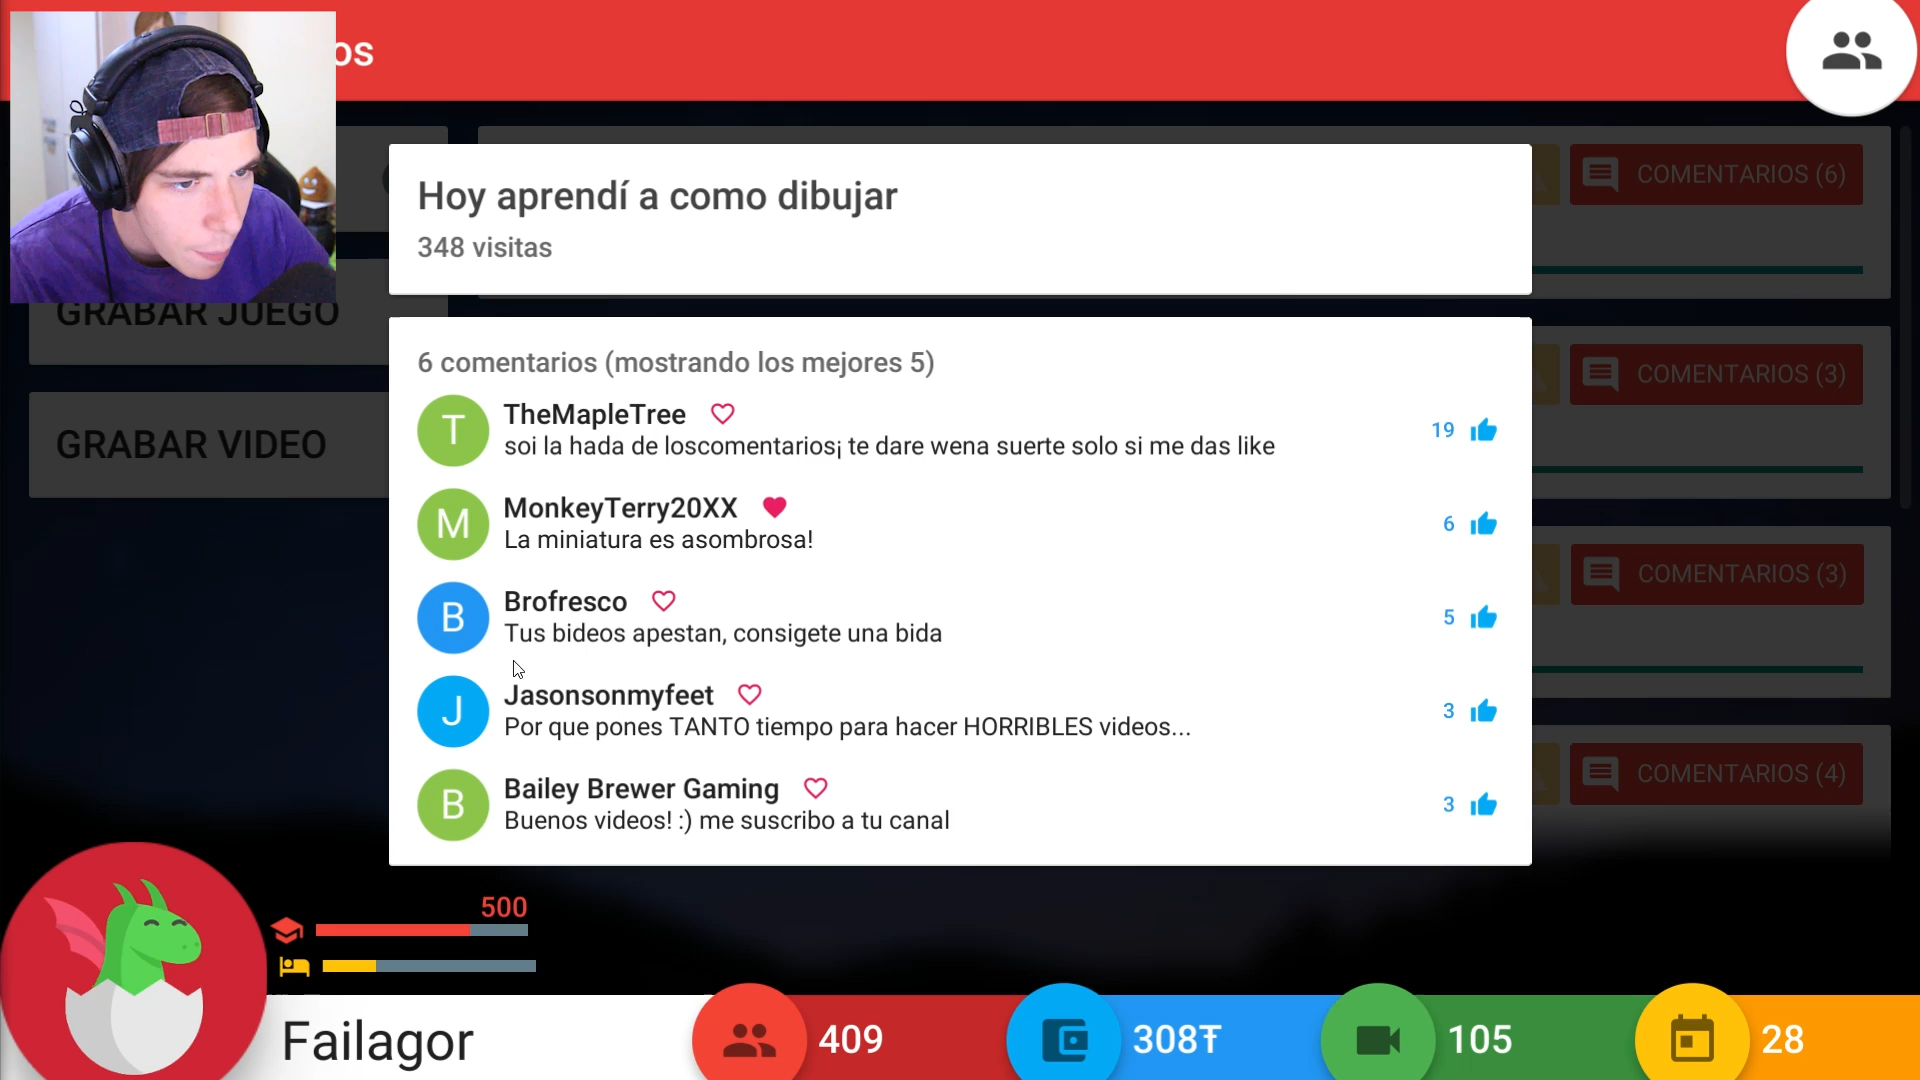 os
COMENTARIOS (6)
Hoy aprendí a como dibujar
348 visitas
GRABAR JUEGO
6 comentarios (mostrando los mejores 5)
COMENTARIOS (3)
T
TheMapleTree
soi la hada de loscomentarios¡ te dare wena suerte solo si me das like
19
GRABAR VIDEO
M
MonkeyTerry20XX
La miniatura es asombrosa!
6
COMENTARIOS (3)
B
Brofresco
Tus bideos apestan, consigete una bida
5
J
Jasonsonmyfeet
Por que pones TANTO tiempo para hacer HORRIBLES videos...
3
COMENTARIOS (4)
B
Bailey Brewer Gaming
Buenos videos! :) me suscribo a tu canal
3
500
Failagor
409
308Ŧ
105
28